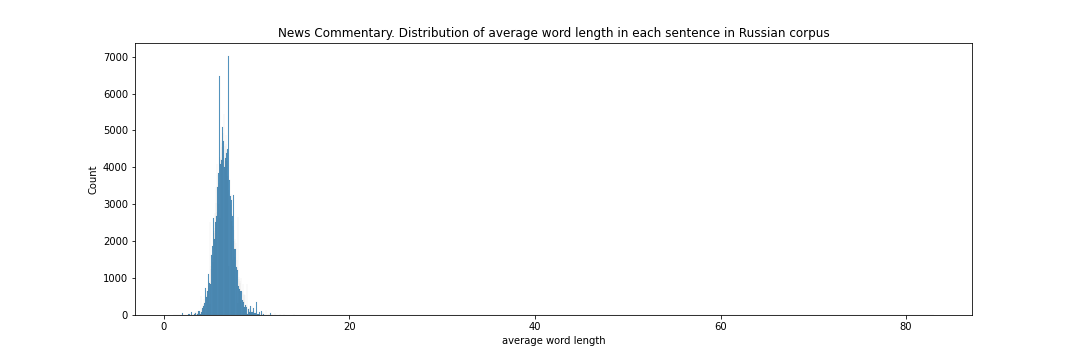 News Commentary. Distribution of average word length in each sentence in Russian corpus
7000
6000
5000
4000
3000
2000
1000
0
Count
0 20 40 60 80
average word length